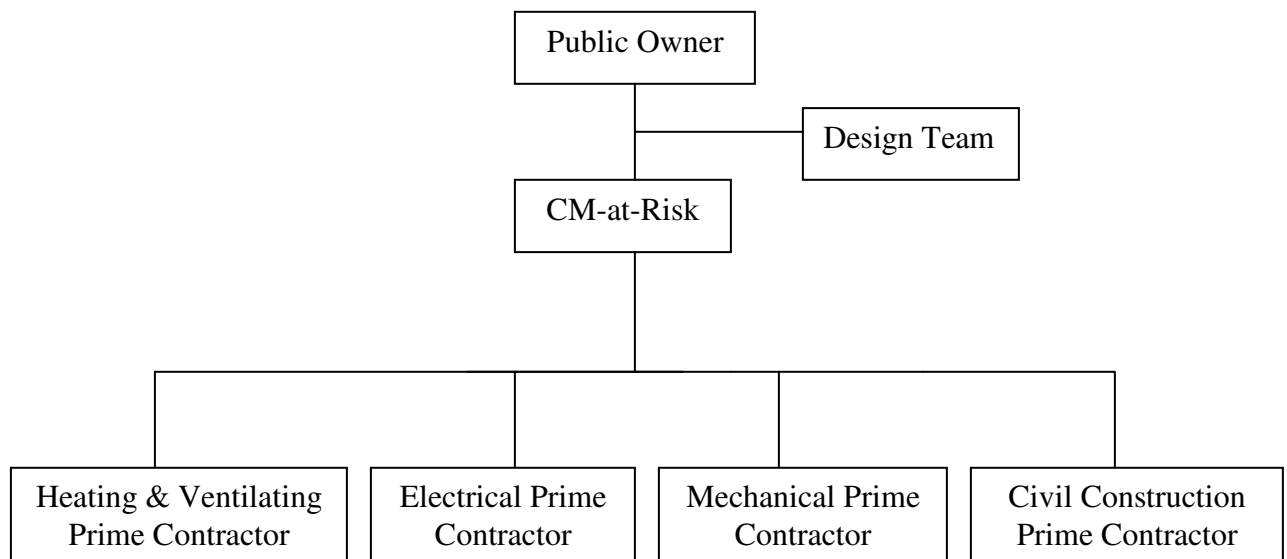 Public Owner
Design Team
CM-at-Risk
Heating & Ventilating
Prime Contractor
Electrical Prime
Contractor
Mechanical Prime
Contractor
Civil Construction
Prime Contractor